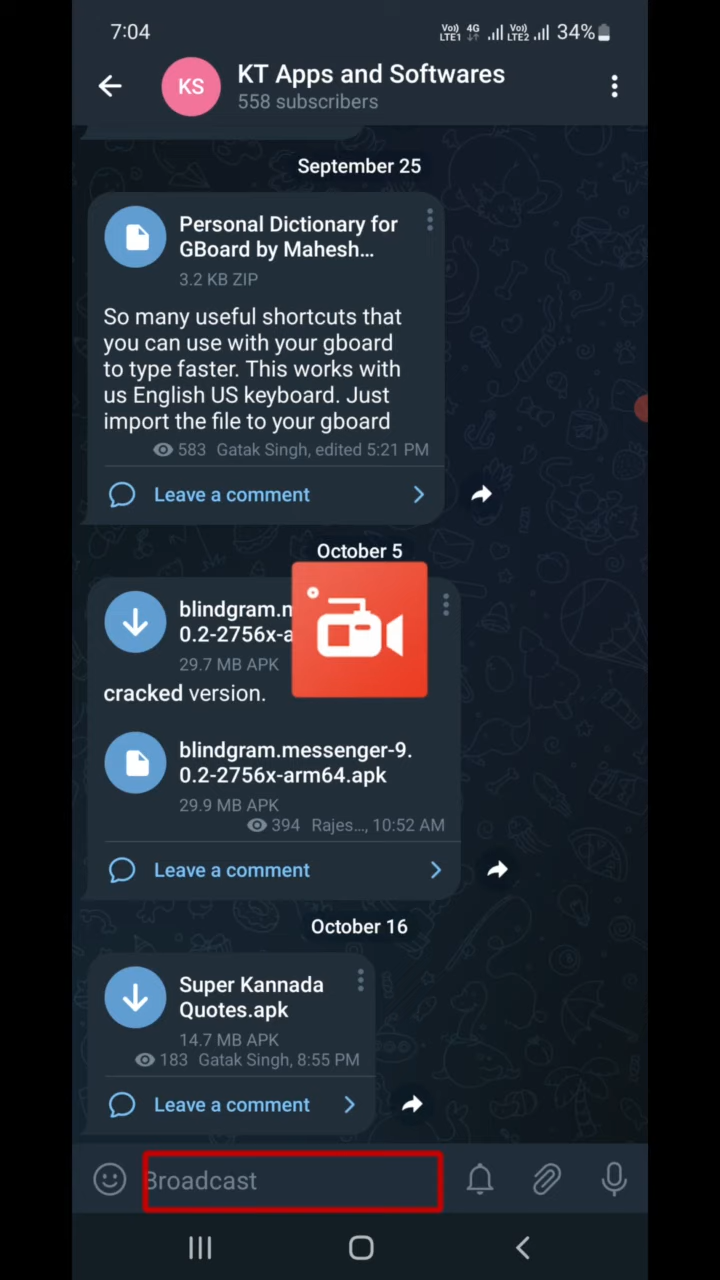 7:04
Vo) LTE1 4G Vo) LTE2 34%
KS
KT Apps and Softwares
558 subscribers
September 25
Personal Dictionary for
GBoard by Mahesh...
3.2 KB ZIP
So many useful shortcuts that
you can use with your gboard
to type faster. This works with
us English US keyboard. Just
import the file to your gboard
583 Gatak Singh, edited 5:21 PM
Leave a comment
October 5
blindgram.m
0.2-2756x-a
29.7 MB APK
cracked version.
blindgram.messenger-9.
0.2-2756x-arm64.apk
29.9 MB APK
394 Rajes..., 10:52 AM
Leave a comment
October 16
Super Kannada
Quotes.apk
14.7 MB APK
183 Gatak Singh, 8:55 PM
Leave a comment
Broadcast